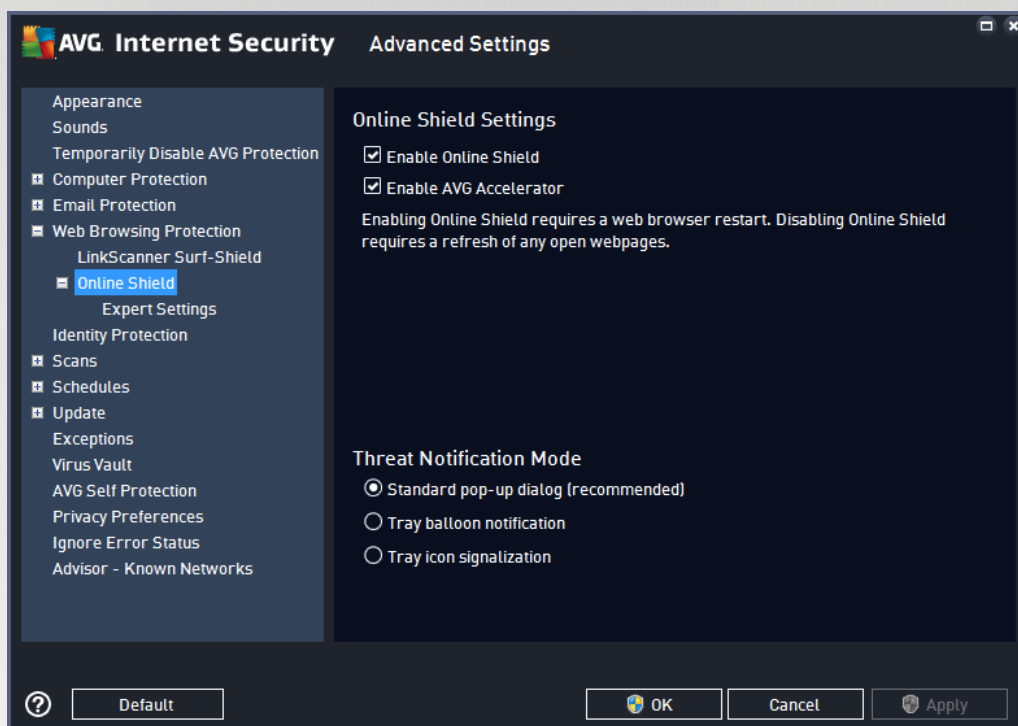 AVG. Internet Security Advanced Settings
Appearance
Sounds
Temporarily Disable AVG Protection
Computer Protection
Email Protection
Web Browsing Protection
LinkScanner Surf-Shield
Online Shield
Expert Settings
Identity Protection
Scans
Schedules
Update
Exceptions
Virus Vault
AVG Self Protection
Privacy Preferences
Ignore Error Status
Advisor - Known Networks
Online Shield Settings
Enable Online Shield
Enable AVG Accelerator
Enabling Online Shield requires a web browser restart. Disabling Online Shield
requires a refresh of any open webpages.
Threat Notification Mode
Standard pop-up dialog (recommended)
Tray balloon notification
Tray icon signalization
? Default OK Cancel Apply